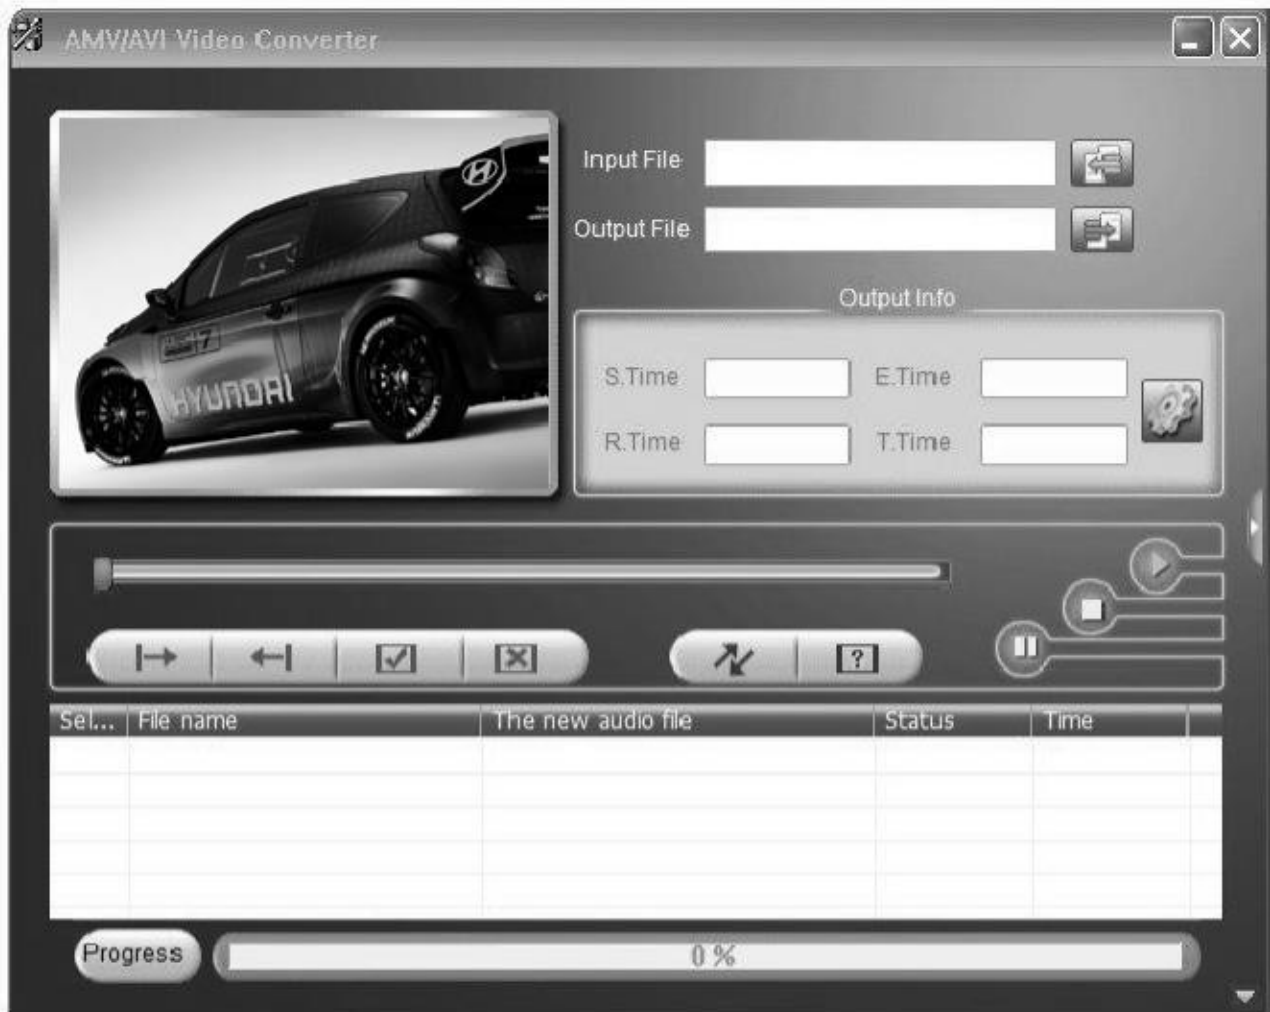 AMV/AVI Video Converter
Input File
Output File
Output Info
S.Time
E.Time
R.Time
T.Time
7
HYUNDAI
Sel... File name The new audio file Status Time
Progress
0 %